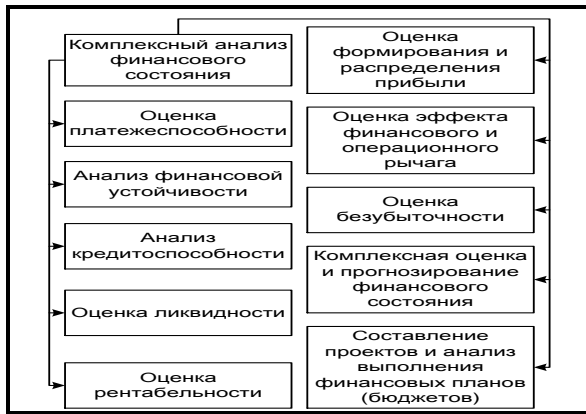 Комплексный анализ
финансового
состояния
Оценка
платежеспособности
Анализ финансовой
устойчивости
Анализ
кредитоспособности
Оценка ликвидности
Оценка
рентабельности
Оценка
формирования и
распределения
прибыли
Оценка эффекта
финансового и
операционного
рычага
Оценка
безубыточности
Комплексная оценка
и прогнозирование
финансового
состояния
Составление
проектов и анализ
выполнения
финансовых планов
(бюджетов)